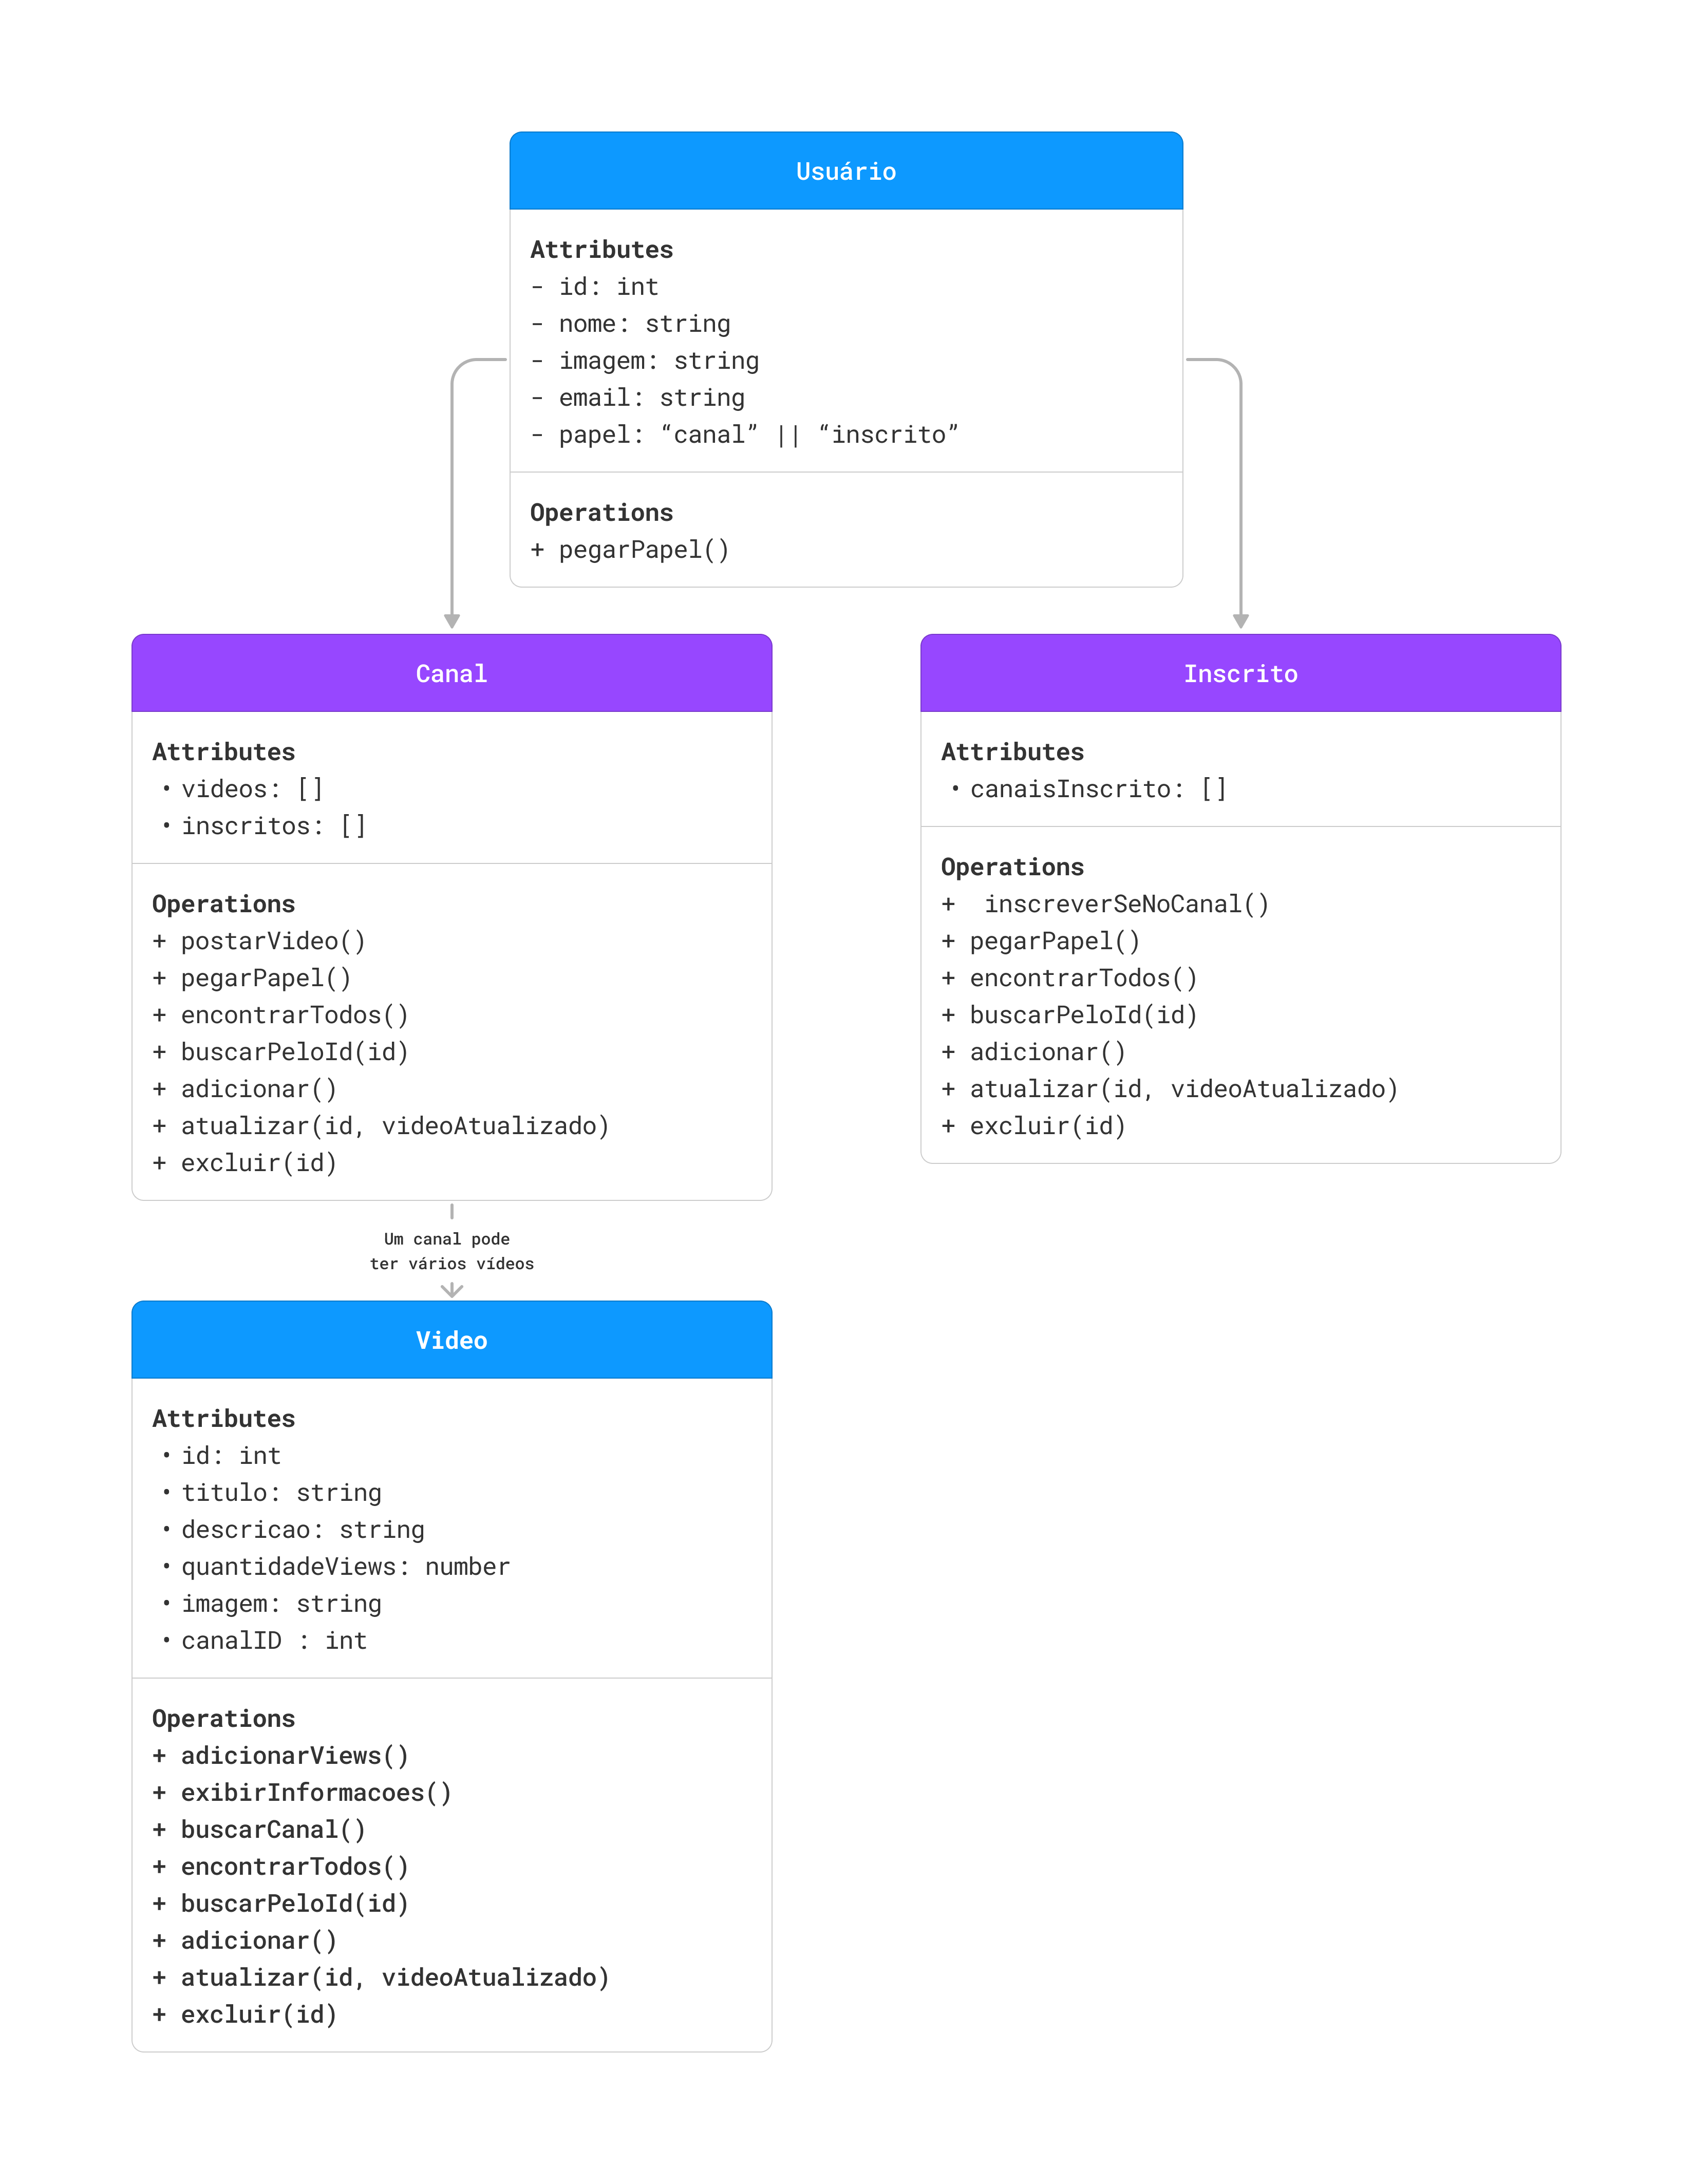 Usuário
Attributes
- id: int
- nome: string
- imagem: string
- email: string
- papel: “canal” || “inscrito”
Operations
+ pegarPapel()
Canal
Attributes
• videos: []
• inscritos: []
Operations
+ postarVideo()
+ pegarPapel()
+ encontrarTodos()
+ buscarPeloId(id)
+ adicionar()
+ atualizar(id, videoAtualizado)
+ excluir(id)
Inscrito
Attributes
• canaisInscrito: []
Operations
+  inscreverSeNoCanal()
+ pegarPapel()
+ encontrarTodos()
+ buscarPeloId(id)
+ adicionar()
+ atualizar(id, videoAtualizado)
+ excluir(id)
Um canal pode
ter vários vídeos
Video
Attributes
• id: int
• titulo: string
• descricao: string
• quantidadeViews: number
• imagem: string
• canalID : int
Operations
+ adicionarViews()
+ exibirInformacoes()
+ buscarCanal()
+ encontrarTodos()
+ buscarPeloId(id)
+ adicionar()
+ atualizar(id, videoAtualizado)
+ excluir(id)